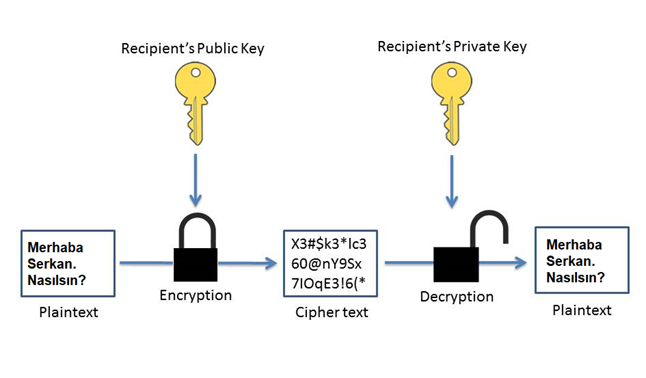 Recipient's Public Key
Recipient's Private Key
Merhaba
Serkan.
Nasılsın?
Plaintext
Encryption
X3#$k3*Ic3
60@nY9Sx
7IOqE3!6(*
Cipher text
Decryption
Merhaba
Serkan.
Nasılsın?
Plaintext